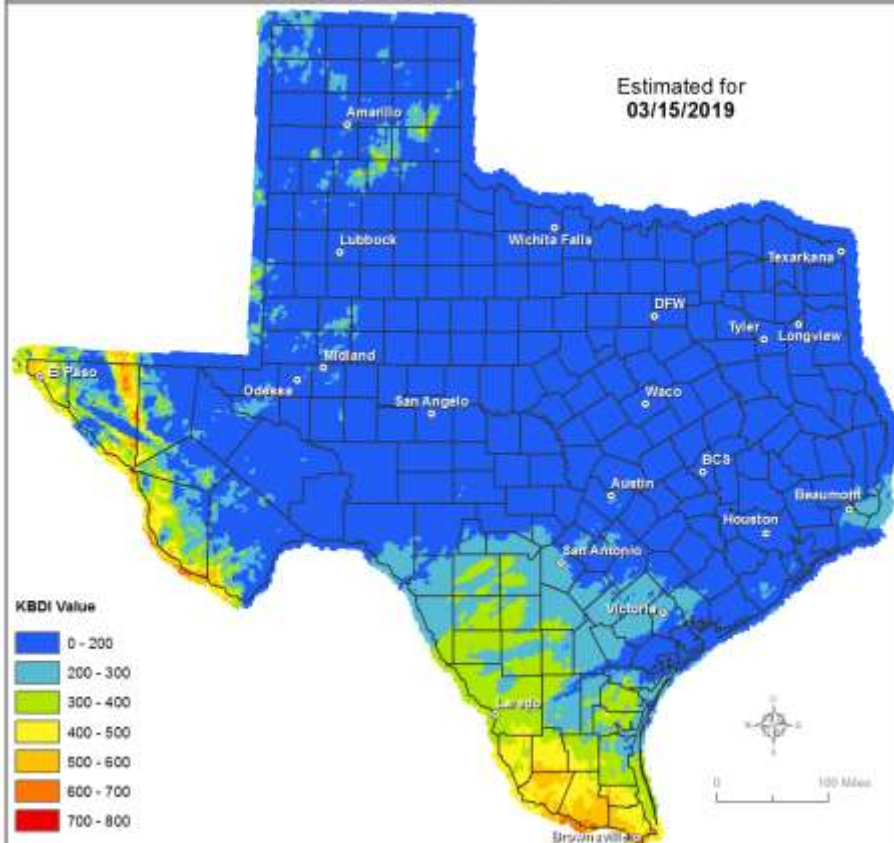 Estimated for
03/15/2019
Amarillo
Lubbock
Wichita Falls
Texarkana
DFW
Tyler
Longview
Midland
El Paso
Odessa
San Angelo
Waco
BCS
Austin
Beaumont
Houston
San Antonio
Victoria
Laredo
Brownsville
KBDI Value
0 - 200
200 - 300
300 - 400
400 - 500
500 - 600
600 - 700
700 - 800
0 100 Miles